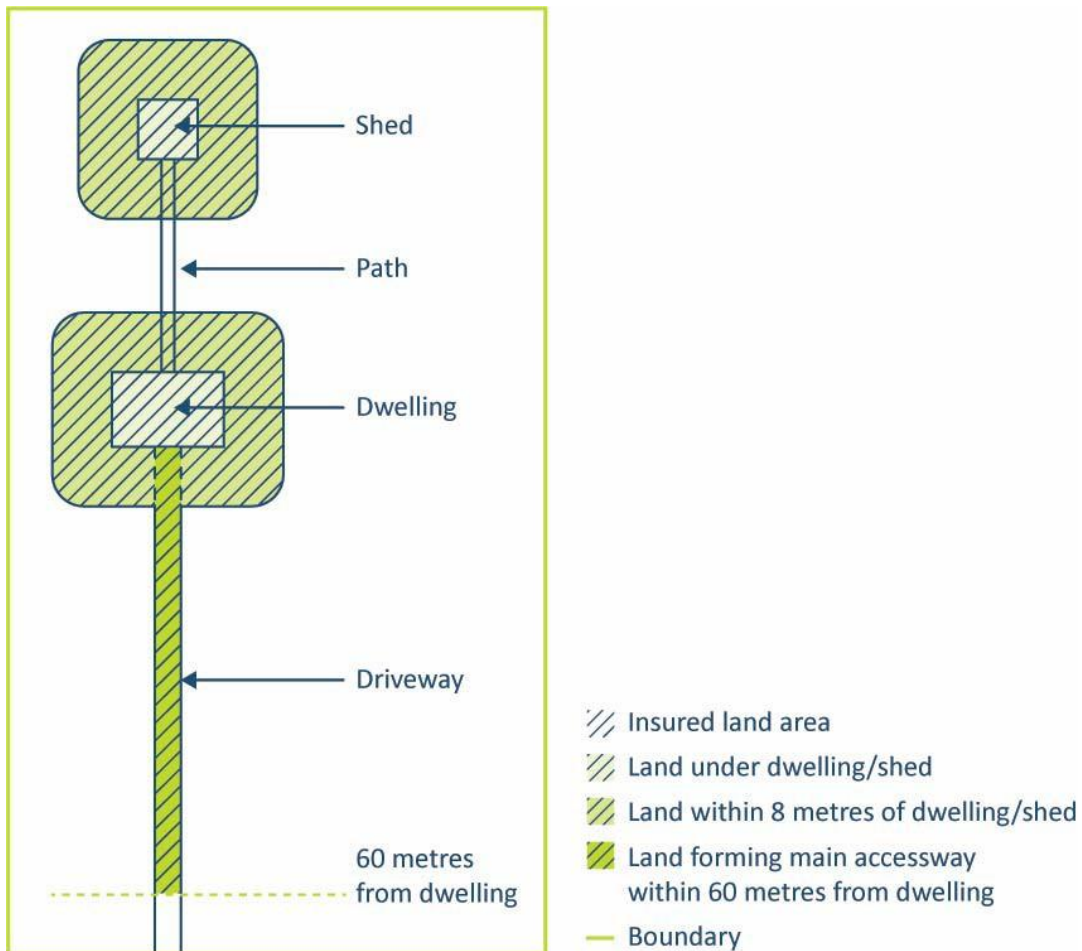 Shed
Path
Dwelling
Driveway
60 metres
from dwelling
Insured land area
Land under dwelling/shed
Land within 8 metres of dwelling/shed
Land forming main accessway
within 60 metres from dwelling
Boundary